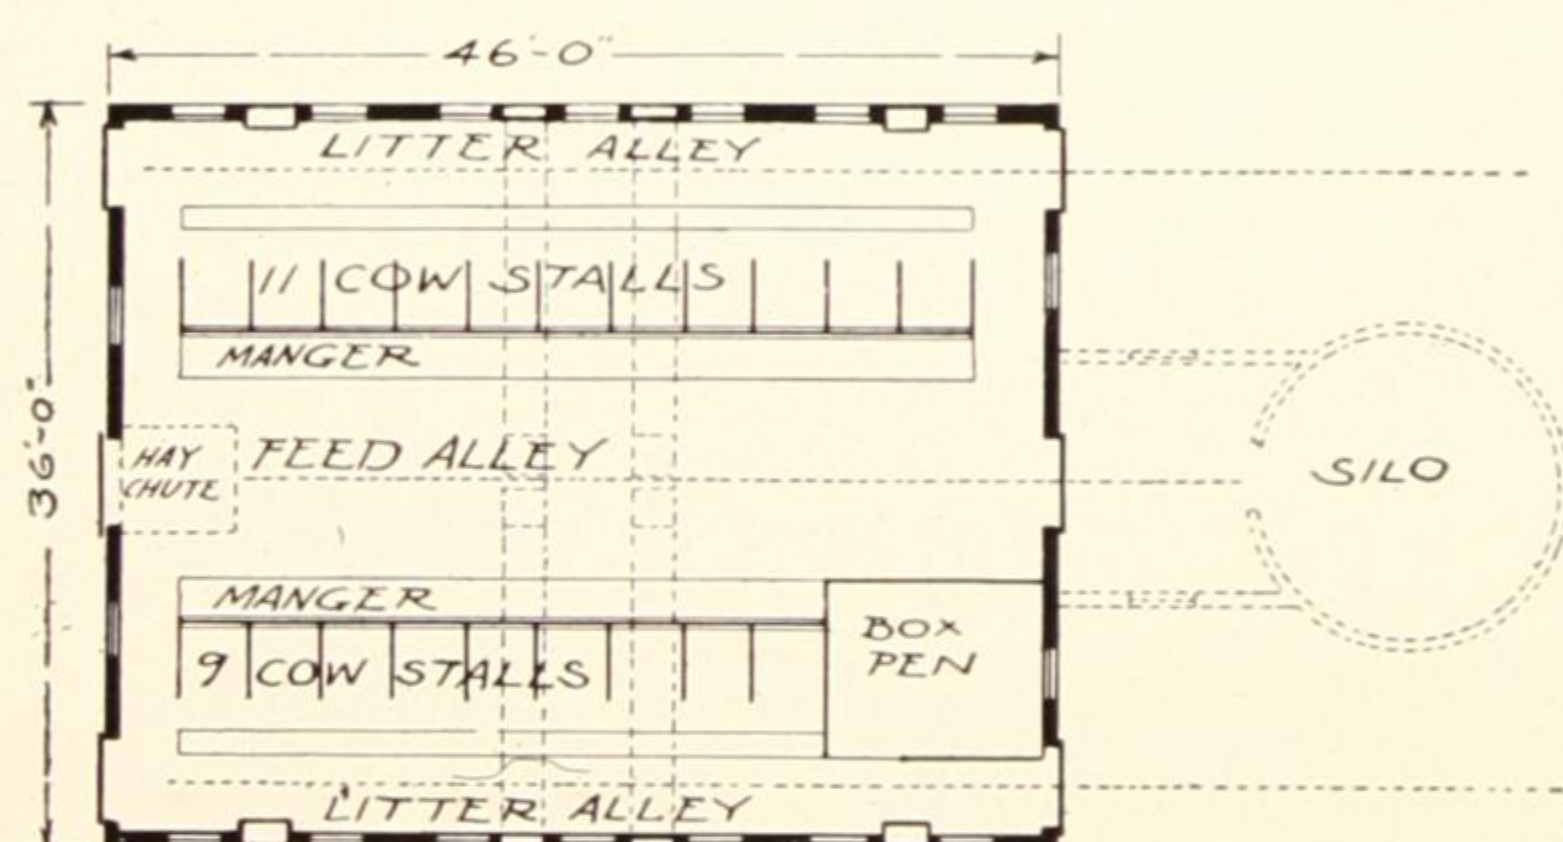 46'-0"
LITTER ALLEY
11 COW STALLS
MANGER
36'-0"
HAY
CHUTE
FEED ALLEY
SILO
MANGER
BOX
PEN
9 COW STALLS
LITTER ALLEY